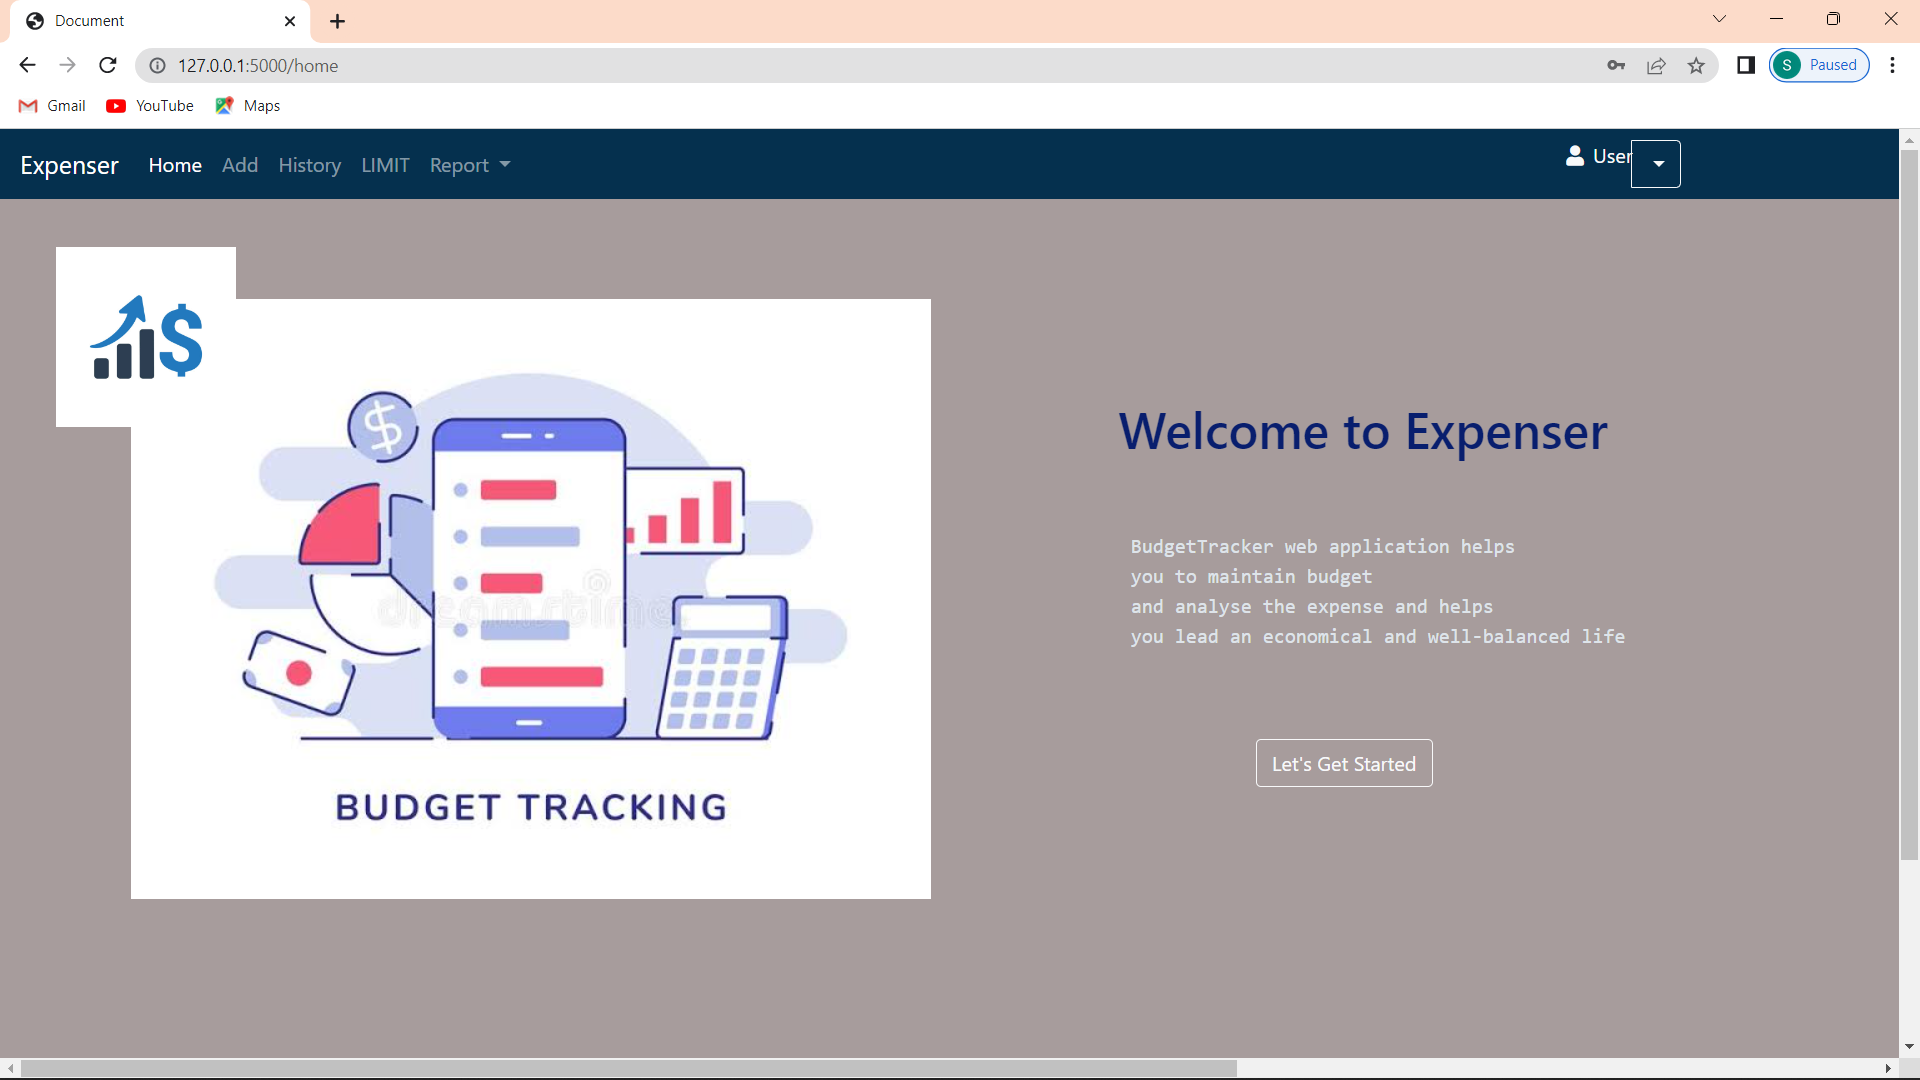 Document
127.0.0.1:5000/home
S Paused
Gmail YouTube Maps
Expenser Home Add History LIMIT Report User
$
$
dreamstime
Welcome to Expenser
BudgetTracker web application helps
you to maintain budget
and analyse the expense and helps
you lead an economical and well-balanced life
Let's Get Started
BUDGET TRACKING